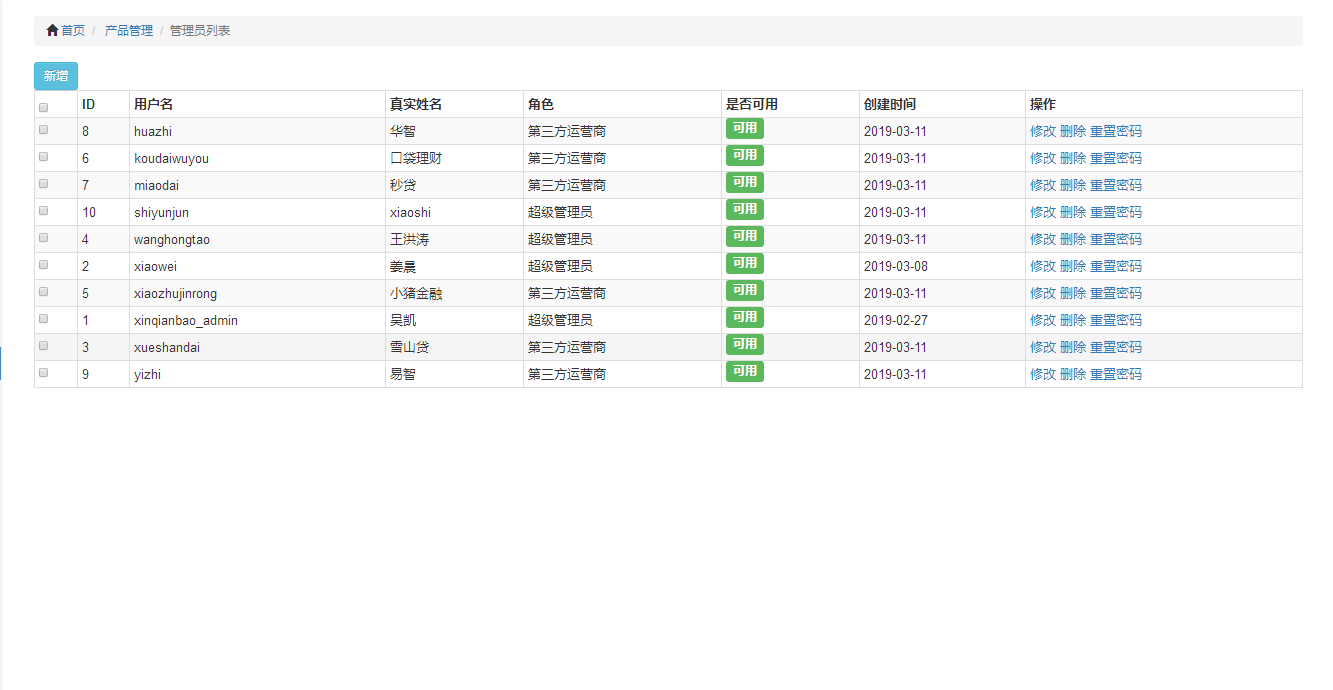 首页 / 产品管理 / 管理员列表
新增
ID 用户名 真实姓名 角色 是否可用 创建时间 操作
8 huazhi 华智 第三方运营商 可用 2019-03-11 修改 删除 重置密码
6 koudaiwuyou 口袋理财 第三方运营商 可用 2019-03-11 修改 删除 重置密码
7 miaodai 秒贷 第三方运营商 可用 2019-03-11 修改 删除 重置密码
10 shiyunjun xiaoshi 超级管理员 可用 2019-03-11 修改 删除 重置密码
4 wanghongtao 王洪涛 超级管理员 可用 2019-03-11 修改 删除 重置密码
2 xiaowei 姜晨 超级管理员 可用 2019-03-08 修改 删除 重置密码
5 xiaozhujinrong 小猪金融 第三方运营商 可用 2019-03-11 修改 删除 重置密码
1 xinqianbao_admin 吴凯 超级管理员 可用 2019-02-27 修改 删除 重置密码
3 xueshandai 雪山贷 第三方运营商 可用 2019-03-11 修改 删除 重置密码
9 yizhi 易智 第三方运营商 可用 2019-03-11 修改 删除 重置密码